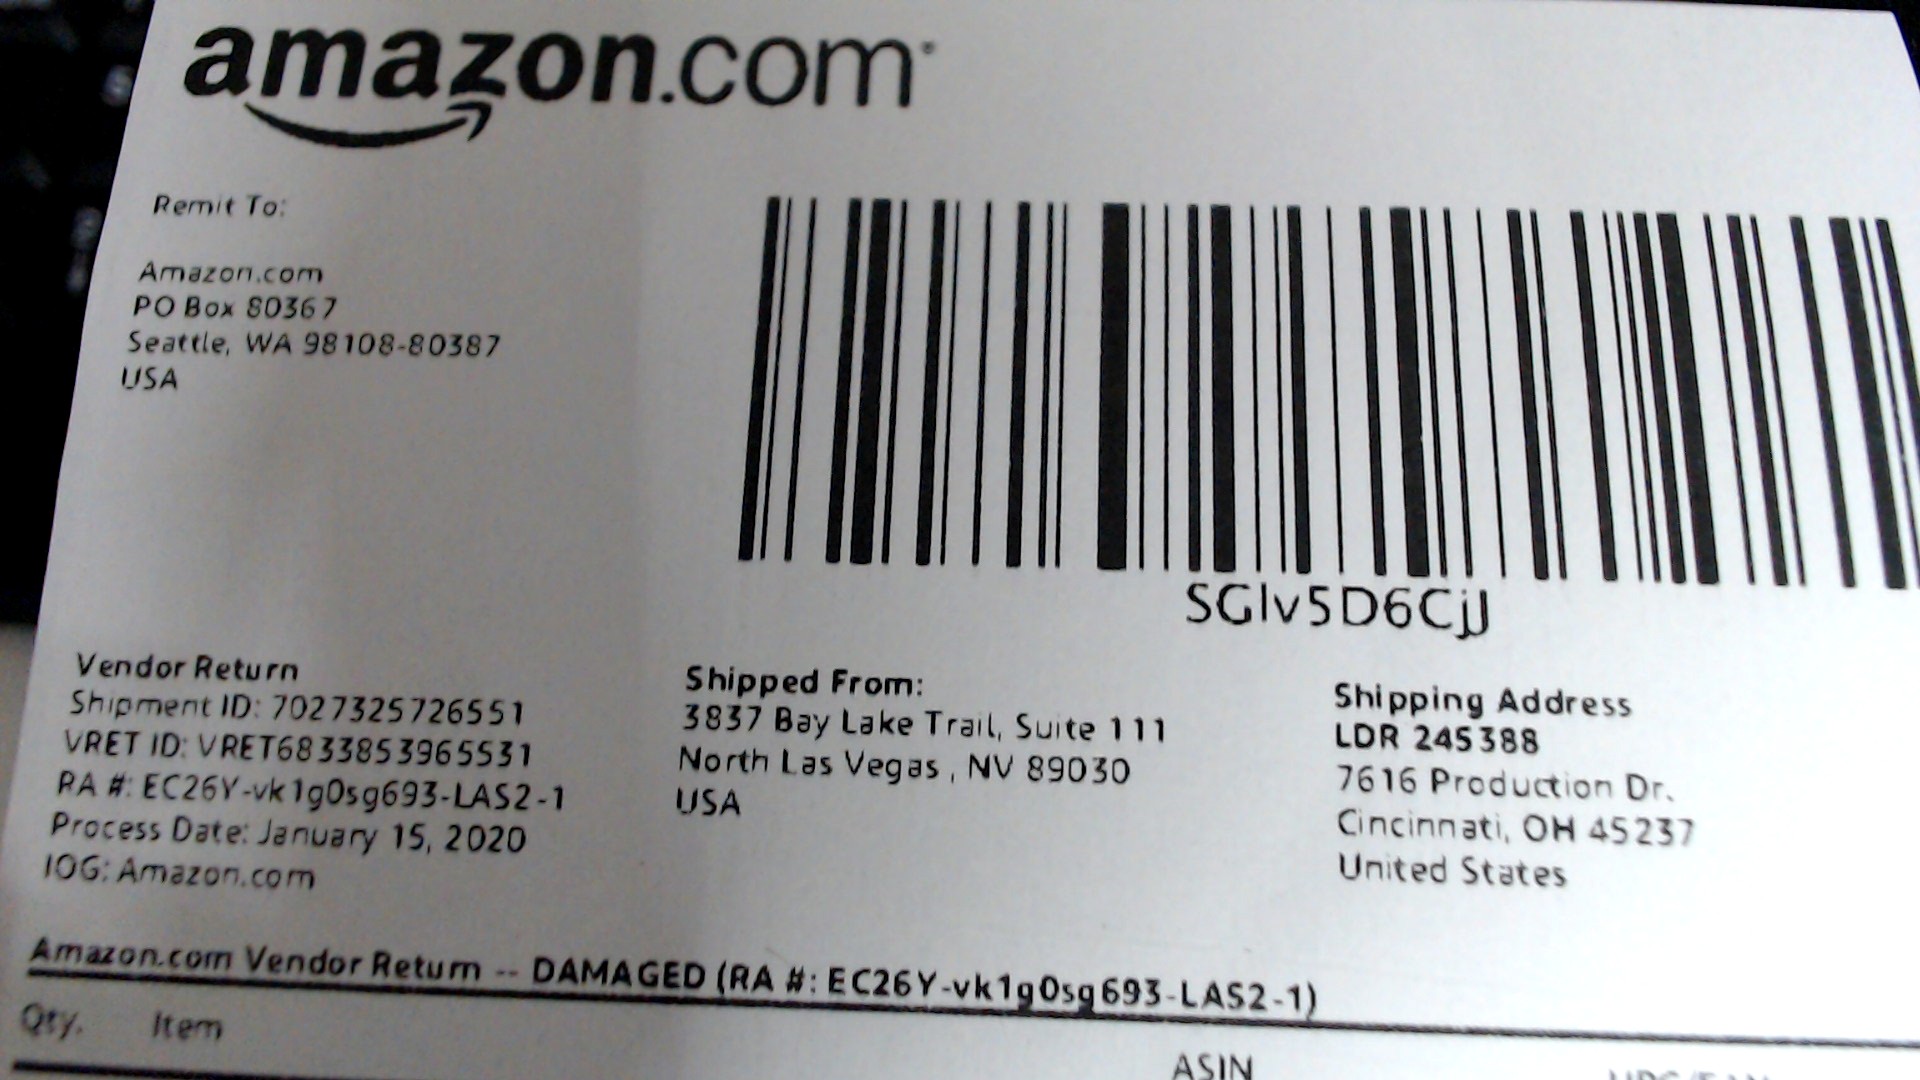 amazon.com
Remit To:
Amazon.com
PO Box 80367
Seattle, WA 98108-80387
USA
SGlv5D6CjJ
Vendor Return
Shipment ID: 7027325726551
VRET ID: VRET6833853965531
RA #: EC26Y-vk1g0sg693-LAS2-1
Process Date: January 15, 2020
IOG: Amazon.com
Shipped From:
3837 Bay Lake Trail, Suite 111
North Las Vegas , NV 89030
USA
Shipping Address
LDR 245388
7616 Production Dr.
Cincinnati, OH 45237
United States
Amazon.com Vendor Return -- DAMAGED (RA #: EC26Y-vk1g0sg693-LAS2-1)
Qty. Item ASIN